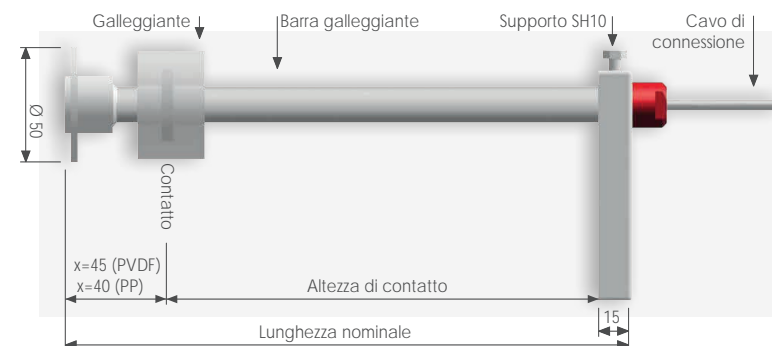 Galleggiante
Barra galleggiante
Supporto SH10
Cavo di
connessione
Ø 50
Contatto
x=45 (PVDF)
x=40 (PP)
Altezza di contatto
15
Lunghezza nominale